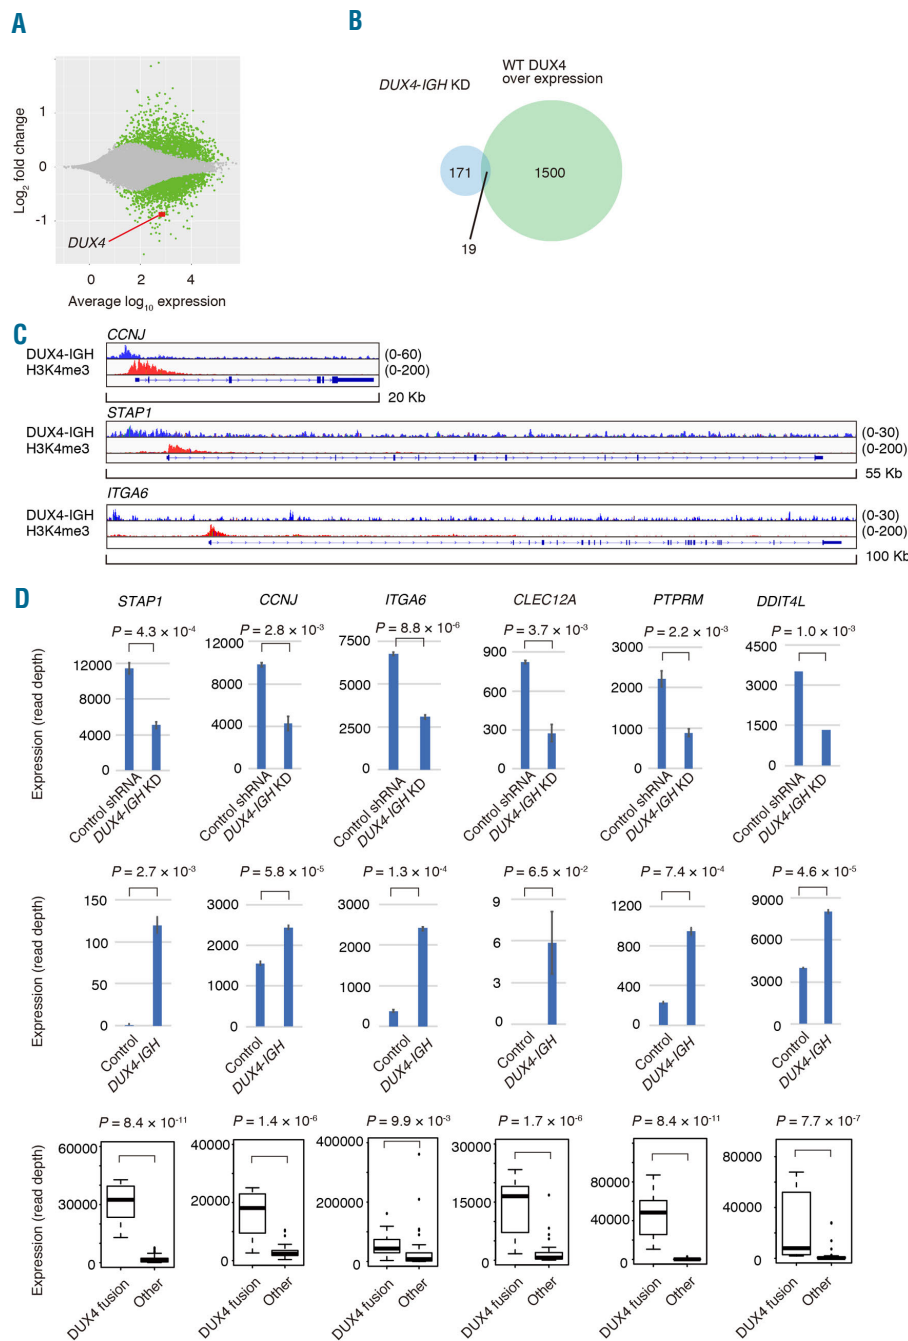 A
Log2 fold change
1
0
-1
DUX4
0 2 4
Average log10 expression
B
DUX4-IGH KD
WT DUX4
over expression
171
1500
19
C
CCNJ
DUX4-IGH (0-60)
H3K4me3 (0-200)
20 Kb
STAP1
DUX4-IGH (0-30)
H3K4me3 (0-200)
55 Kb
ITGA6
DUX4-IGH (0-30)
H3K4me3 (0-200)
100 Kb
D
STAP1 CCNJ ITGA6 CLEC12A PTPRM DDIT4L
Expression (read depth)
P = 4.3 × 10-4
12000
8000
4000
0
Control shRNA
DUX4-IGH KD
P = 2.8 × 10-3
12000
8000
4000
0
Control shRNA
DUX4-IGH KD
P = 8.8 × 10-6
7500
5000
2500
0
Control shRNA
DUX4-IGH KD
P = 3.7 × 10-3
900
600
300
0
Control shRNA
DUX4-IGH KD
P = 2.2 × 10-3
3000
2000
1000
0
Control shRNA
DUX4-IGH KD
P = 1.0 × 10-3
4500
3000
1500
0
Control shRNA
DUX4-IGH KD
Expression (read depth)
P = 2.7 × 10-3
150
100
50
0
Control
DUX4-IGH
P = 5.8 × 10-5
3000
2000
1000
0
Control
DUX4-IGH
P = 1.3 × 10-4
3000
2000
1000
0
Control
DUX4-IGH
P = 6.5 × 10-2
9
6
3
0
Control
DUX4-IGH
P = 7.4 × 10-4
1200
800
400
0
Control
DUX4-IGH
P = 4.6 × 10-5
9000
6000
3000
0
Control
DUX4-IGH
Expression (read depth)
P = 8.4 × 10-11
60000
30000
0
DUX4 fusion
Other
P = 1.4 × 10-6
40000
20000
0
DUX4 fusion
Other
P = 9.9 × 10-3
400000
200000
0
DUX4 fusion
Other
P = 1.7 × 10-6
30000
15000
0
DUX4 fusion
Other
P = 8.4 × 10-11
80000
40000
0
DUX4 fusion
Other
P = 7.7 × 10-7
80000
40000
0
DUX4 fusion
Other